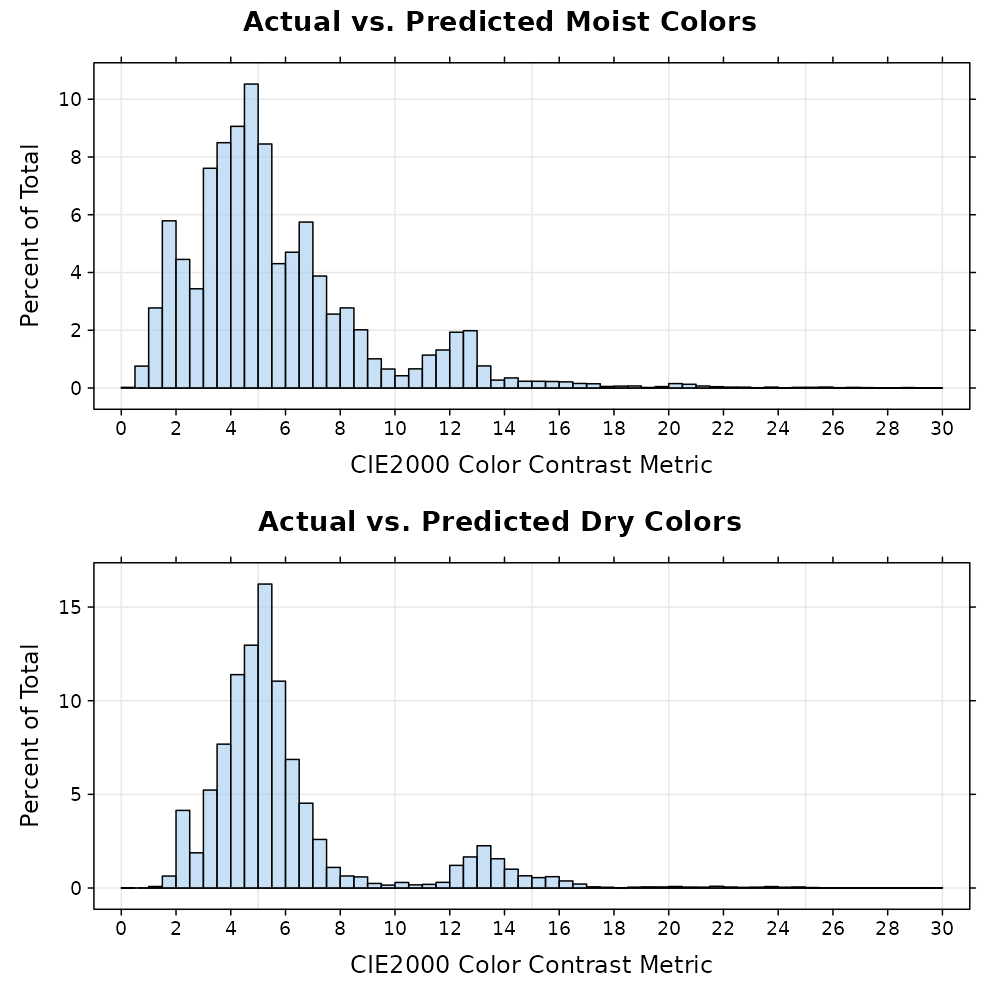 Actual vs. Predicted Moist Colors
Percent of Total
10
8
6
4
2
0
0 2 4 6 8 10 12 14 16 18 20 22 24 26 28 30
CIE2000 Color Contrast Metric
Actual vs. Predicted Dry Colors
Percent of Total
15
10
5
0
0 2 4 6 8 10 12 14 16 18 20 22 24 26 28 30
CIE2000 Color Contrast Metric